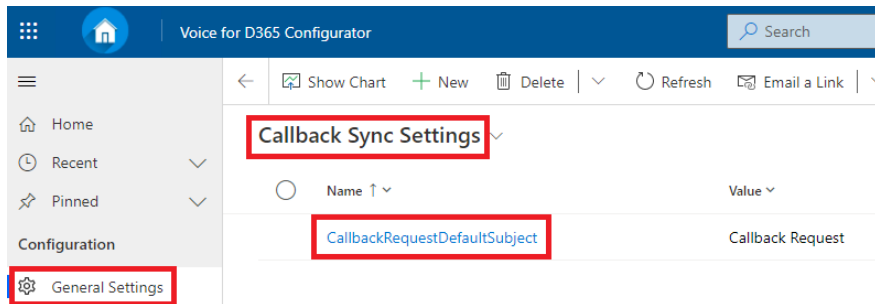 Voice for D365 Configurator
Search
Show Chart
New
Delete
Refresh
Email a Link
Home
Recent
Pinned
Configuration
General Settings
Callback Sync Settings
Name
Value
CallbackRequestDefaultSubject
Callback Request